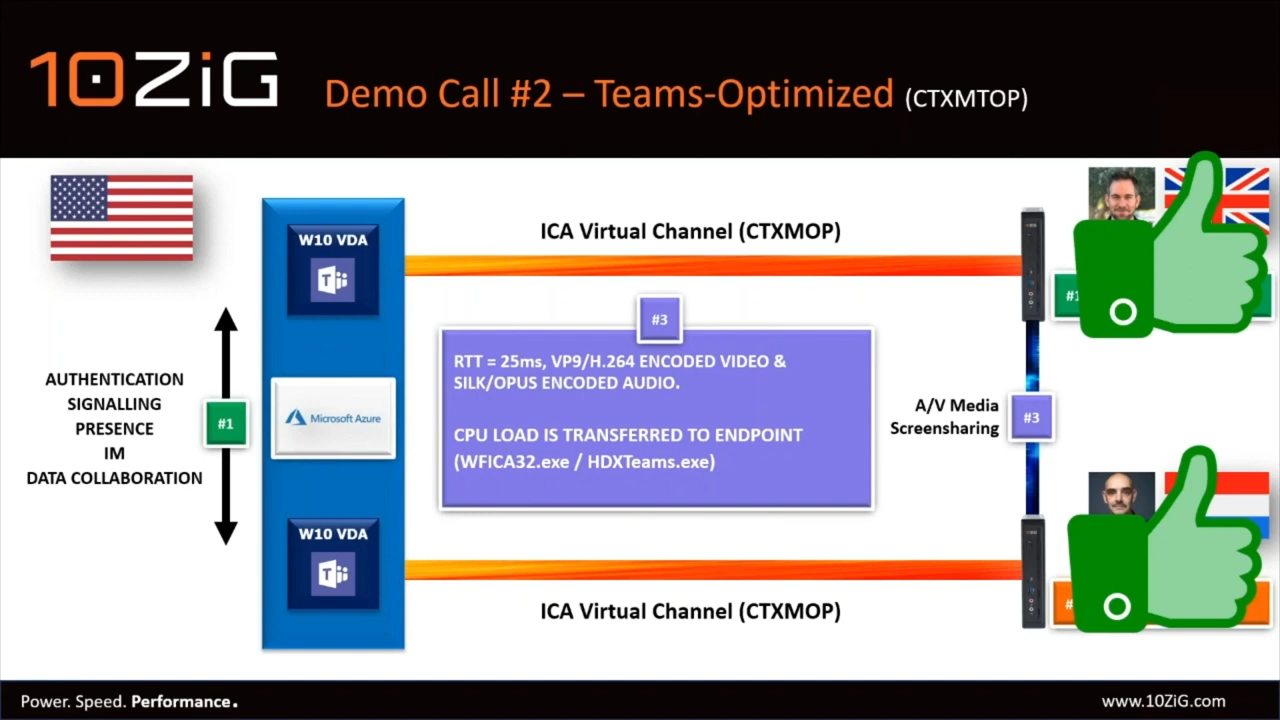 10ZiG
Demo Call #2 – Teams-Optimized (CTXMTOP)
W10 VDA
ICA Virtual Channel (CTXMOP)
#1
#3
RTT = 25ms, VP9/H.264 ENCODED VIDEO &
SILK/OPUS ENCODED AUDIO.
CPU LOAD IS TRANSFERRED TO ENDPOINT
(WFICA32.exe / HDXTeams.exe)
AUTHENTICATION
SIGNALLING
PRESENCE
IM
DATA COLLABORATION
#1
Microsoft Azure
A/V Media
Screensharing
#3
W10 VDA
ICA Virtual Channel (CTXMOP)
Power. Speed. Performance.
www.10ZiG.com